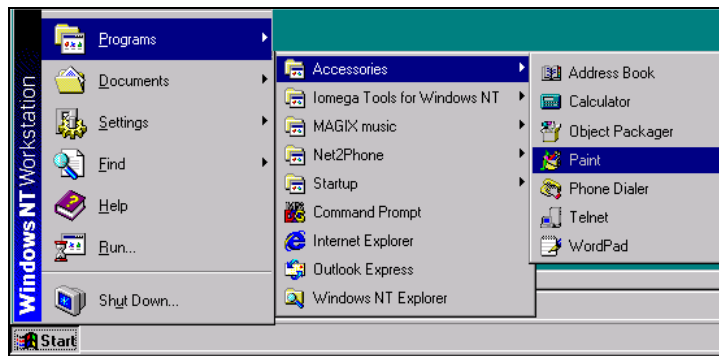 Windows NT Workstation
Programs
Documents
Settings
Find
Help
Run...
Shut Down...
Start
Accessories
Iomega Tools for Windows NT
MAGIX music
Net2Phone
Startup
Command Prompt
Internet Explorer
Outlook Express
Windows NT Explorer
Address Book
Calculator
Object Packager
Paint
Phone Dialer
Telnet
WordPad